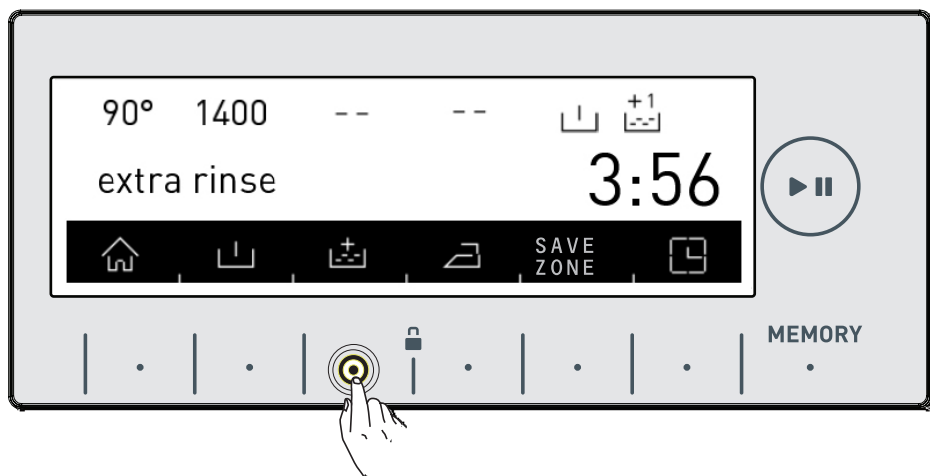 90° 1400 -- -- +1
extra rinse 3:56
SAVE
ZONE
MEMORY